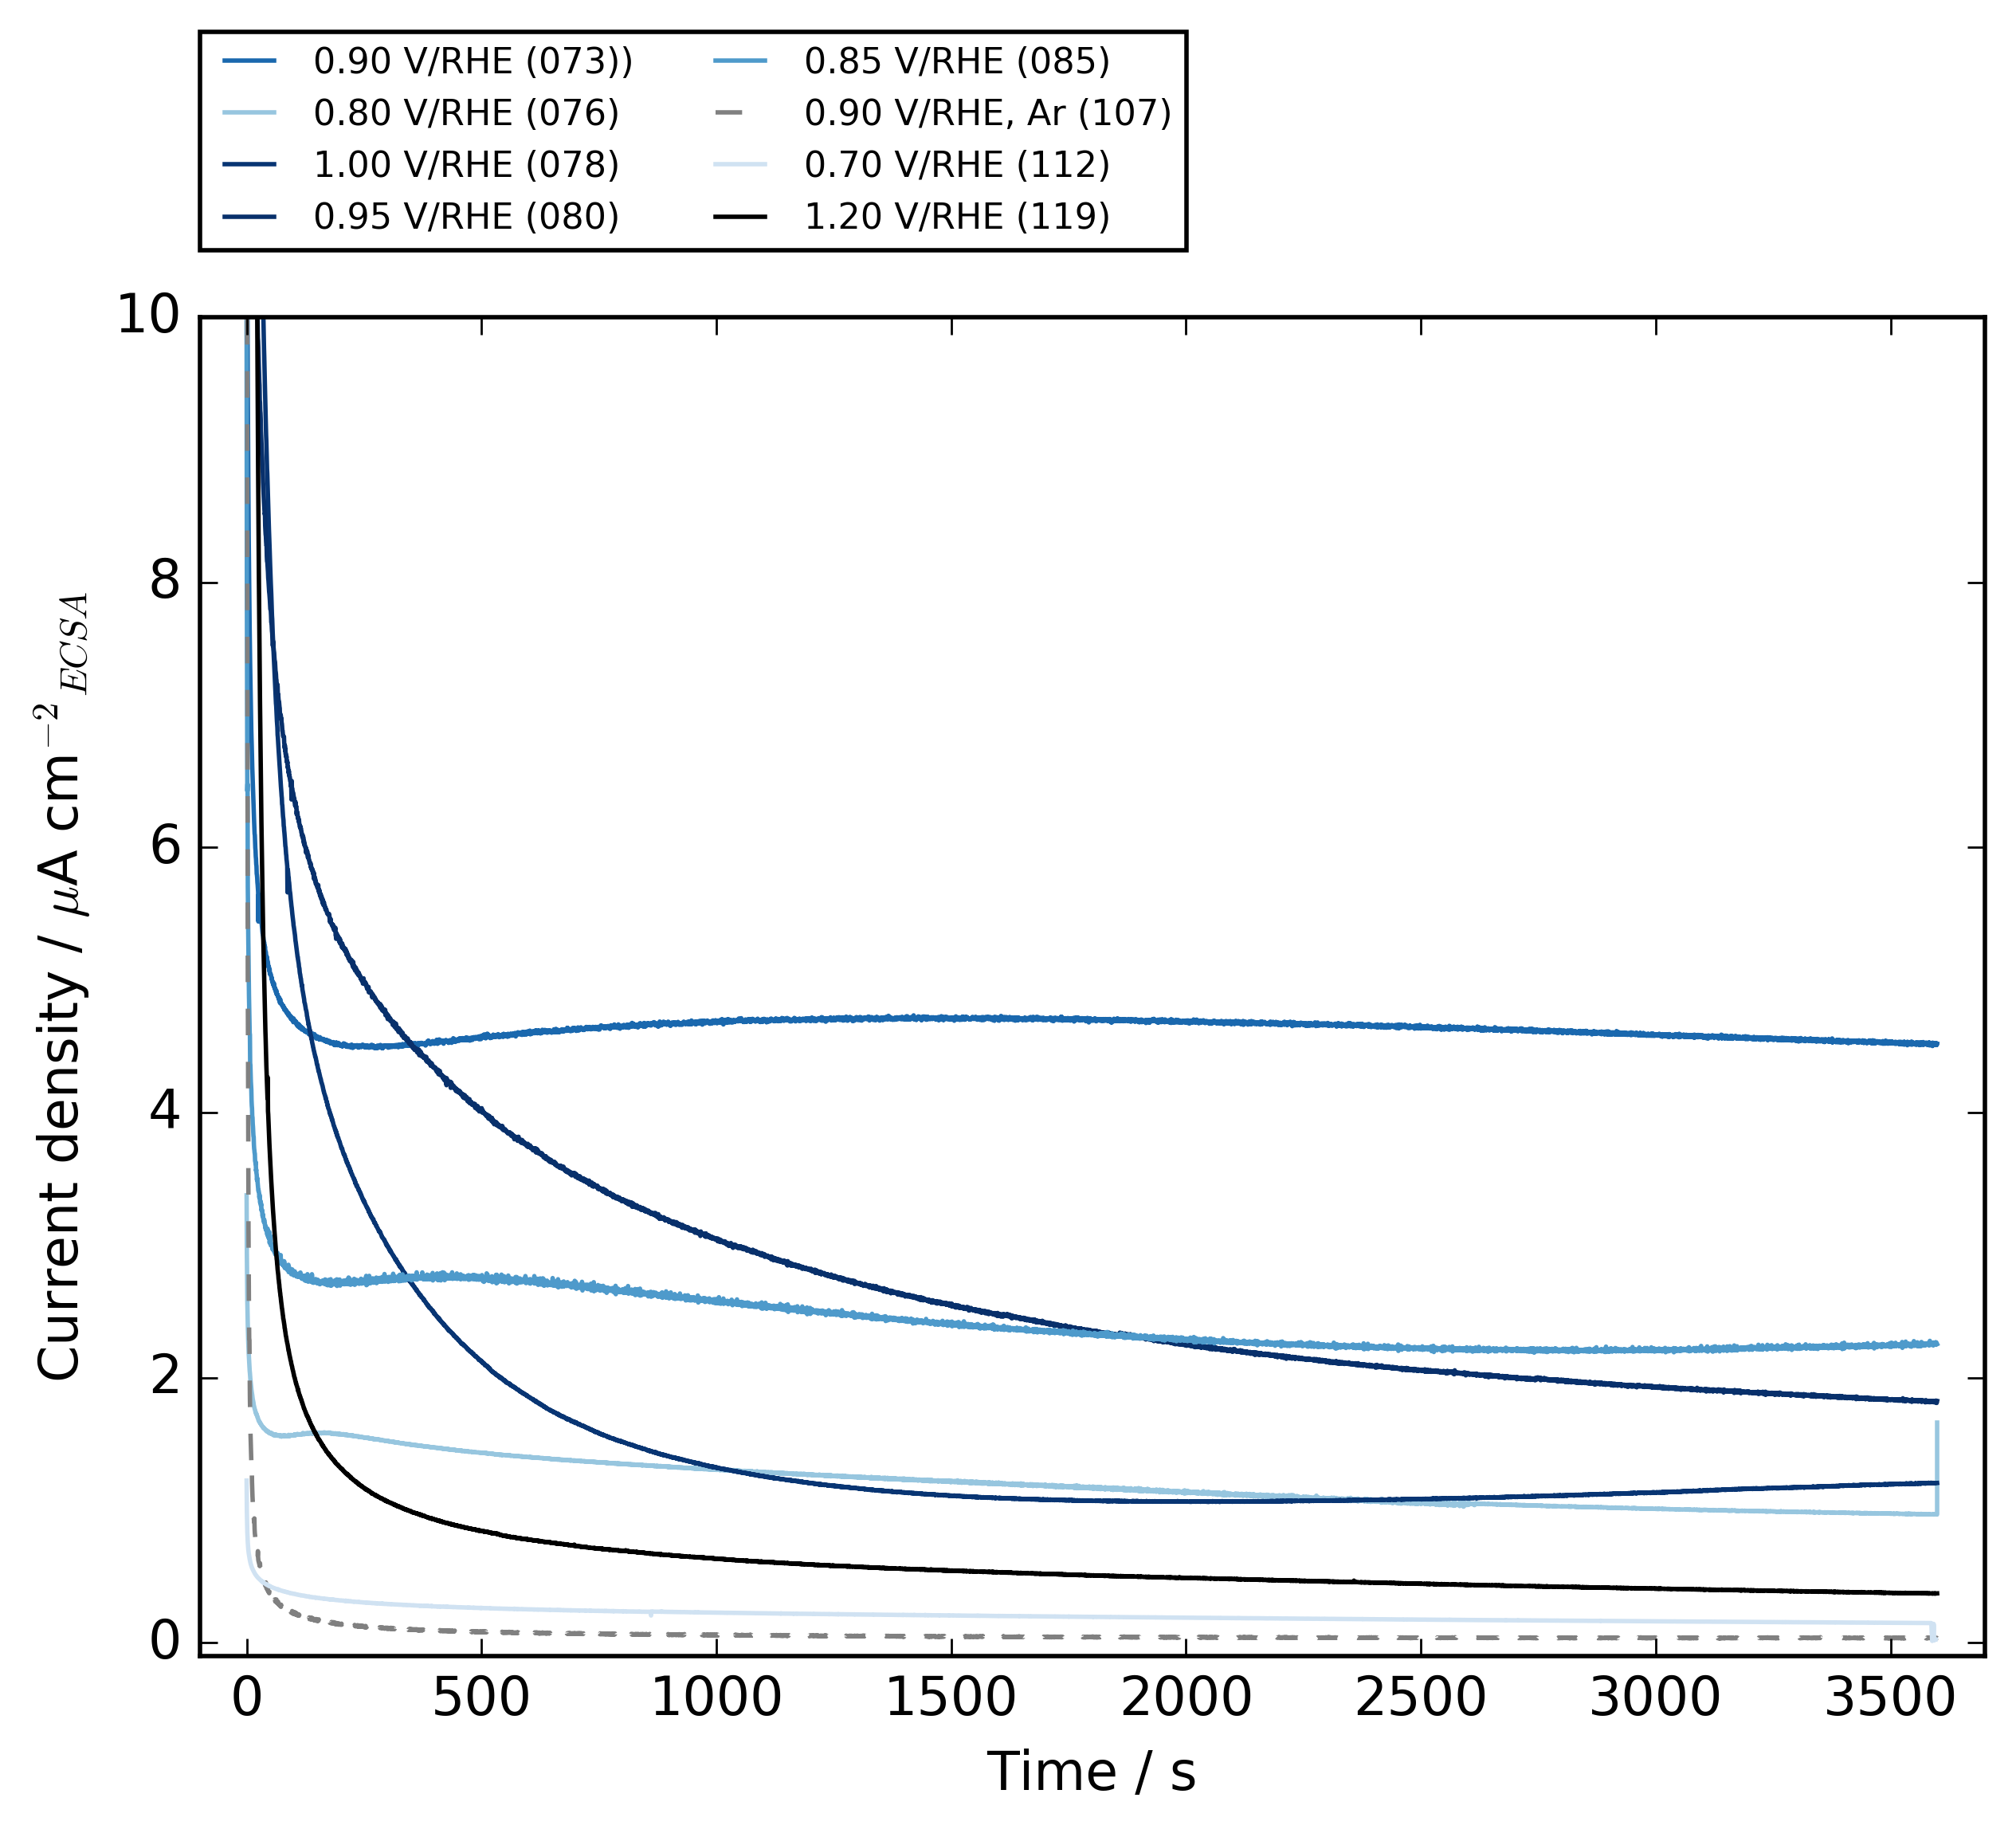 0.90 V/RHE (073))
0.80 V/RHE (076)
1.00 V/RHE (078)
0.95 V/RHE (080)
0.85 V/RHE (085)
0.90 V/RHE, Ar (107)
0.70 V/RHE (112)
1.20 V/RHE (119)
10
8
6
4
2
0
Current density / μA cm⁻²ECSA
0 500 1000 1500 2000 2500 3000 3500
Time / s